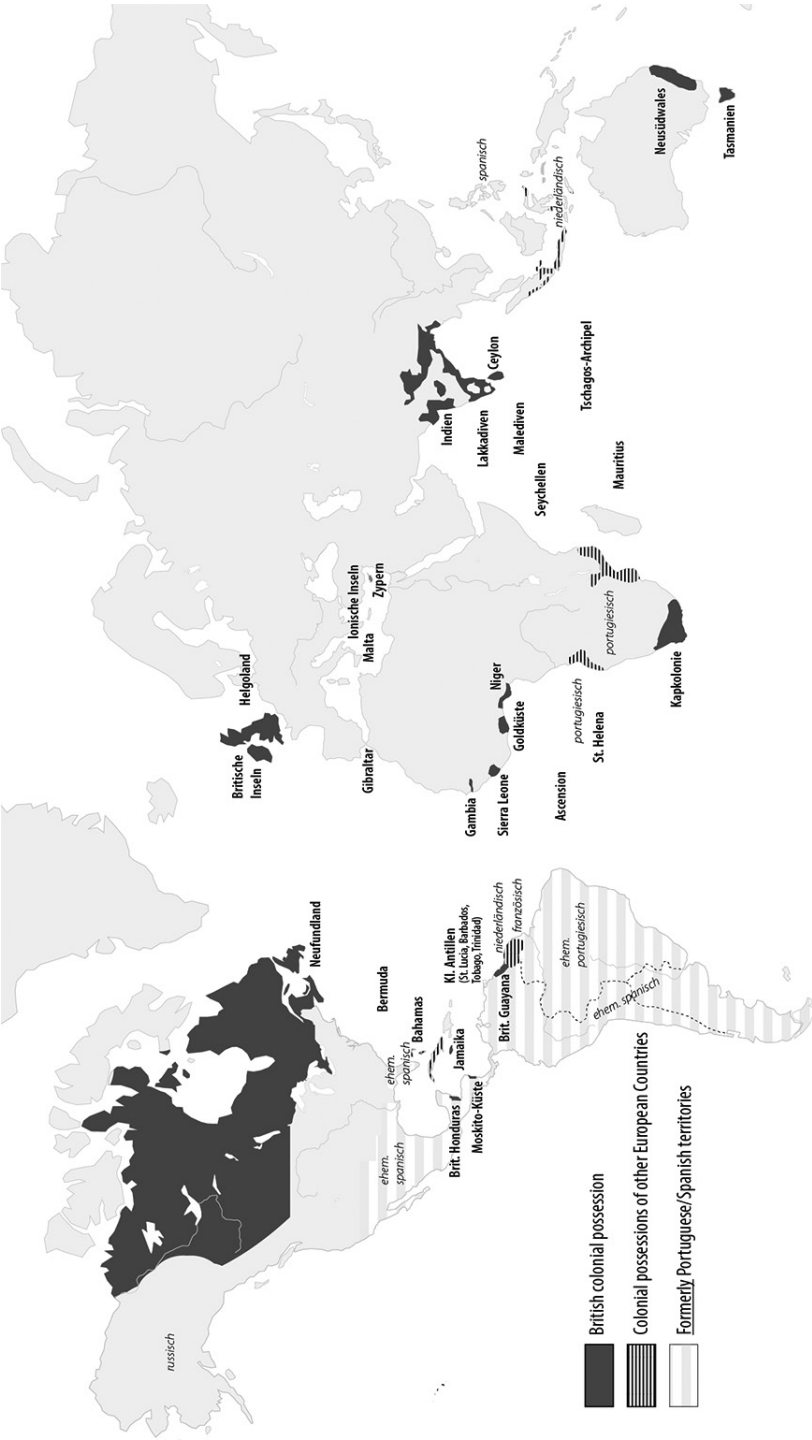 russisch
Neufundland
Bermuda
ehem.
spanisch
ehem.
spanisch
Bahamas
Jamaika
Brit. Honduras
Moskito-Küste
Kl. Antillen
(St. Lucia, Barbados,
Tobago, Trinidad)
Brit. Guayana
niederländisch
französisch
ehem.
portugiesisch
ehem. spanisch
Britische
Inseln
Helgoland
Gibraltar
Malta
Ionische Inseln
Zypern
Gambia
Sierra Leone
Goldküste
Niger
Ascension
St. Helena
portugiesisch
portugiesisch
Kapkolonie
Indien
Lakkadiven
Ceylon
Malediven
Seychellen
Tschagos-Archipel
Mauritius
spanisch
niederländisch
Neusüdwales
Tasmanien
British colonial possession
Colonial possessions of other European Countries
Formerly Portuguese/Spanish territories